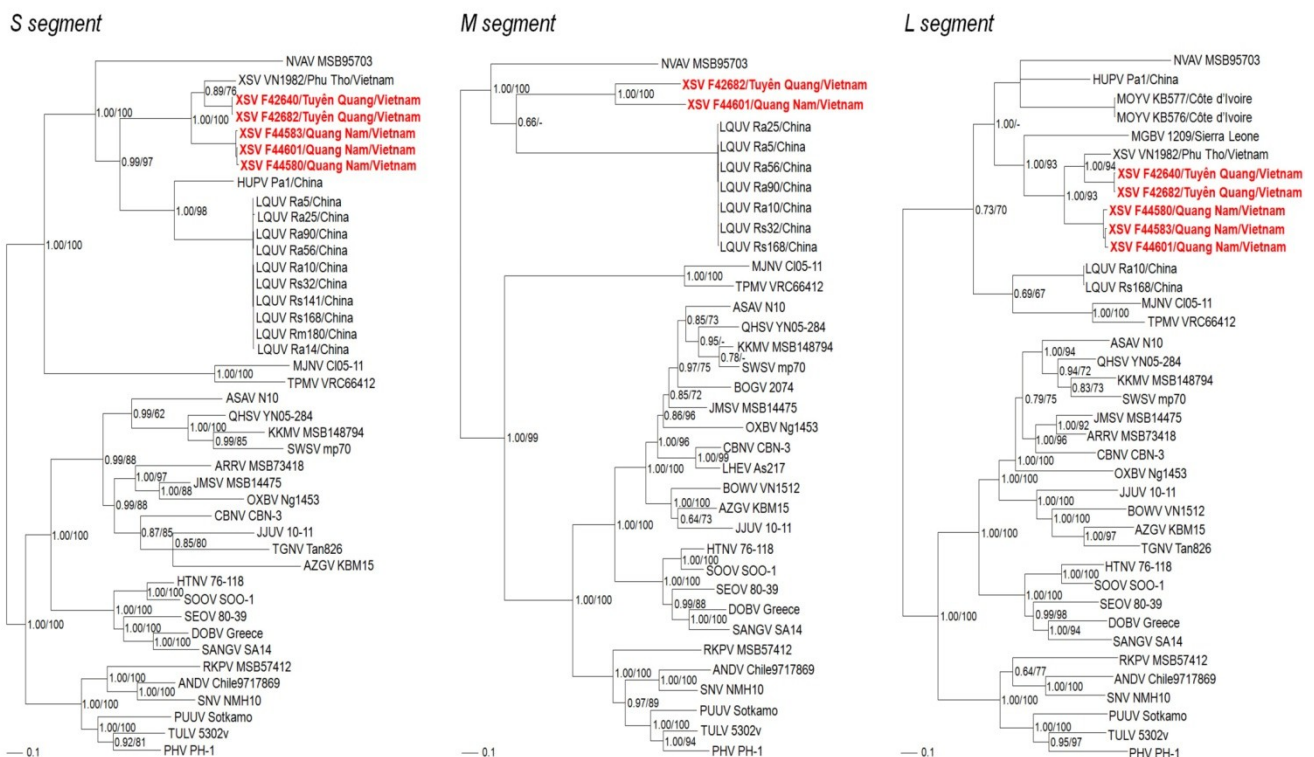 S segment
NVAV MSB95703
XSV VN1982/Phu Tho/Vietnam
0.89/76
XSV F42640/Tuyên Quang/Vietnam
XSV F42682/Tuyên Quang/Vietnam
1.00/100
1.00/100
XSV F44583/Quang Nam/Vietnam
XSV F44601/Quang Nam/Vietnam
XSV F44580/Quang Nam/Vietnam
0.99/97
HUPV Pa1/China
1.00/98
LQUV Ra5/China
LQUV Ra25/China
LQUV Ra90/China
LQUV Ra56/China
LQUV Ra10/China
LQUV Rs32/China
LQUV Rs141/China
LQUV Rs168/China
LQUV Rm180/China
LQUV Ra14/China
1.00/100
MJNV Cl05-11
1.00/100
TPMV VRC66412
ASAV N10
0.99/62
QHSV YN05-284
1.00/100
KKMV MSB148794
0.99/85
SWSV mp70
0.99/88
ARRV MSB73418
1.00/97
JMSV MSB14475
1.00/88
OXBV Ng1453
0.99/88
CBNV CBN-3
0.87/85
JJUV 10-11
0.85/80
TGNV Tan826
AZGV KBM15
1.00/100
HTNV 76-118
1.00/100
SOOV SOO-1
1.00/100
SEOV 80-39
1.00/100
DOBV Greece
1.00/100
SANGV SA14
1.00/100
RKPV MSB57412
1.00/100
ANDV Chile9717869
1.00/100
SNV NMH10
1.00/100
PUUV Sotkamo
1.00/100
TULV 5302v
0.92/81
PHV PH-1
0.1
M segment
NVAV MSB95703
1.00/100
XSV F42682/Tuyên Quang/Vietnam
1.00/100
XSV F44601/Quang Nam/Vietnam
0.66/-
LQUV Ra25/China
LQUV Ra5/China
LQUV Ra56/China
LQUV Ra90/China
LQUV Ra10/China
LQUV Rs32/China
LQUV Rs168/China
MJNV Cl05-11
1.00/100
TPMV VRC66412
ASAV N10
0.85/73
QHSV YN05-284
0.95/-
KKMV MSB148794
0.78/-
SWSV mp70
0.97/75
BOGV 2074
0.85/72
JMSV MSB14475
0.86/96
OXBV Ng1453
1.00/99
1.00/96
CBNV CBN-3
1.00/99
LHEV As217
BOWV VN1512
1.00/100
AZGV KBM15
0.64/73
JJUV 10-11
1.00/100
HTNV 76-118
1.00/100
SOOV SOO-1
1.00/100
SEOV 80-39
0.99/88
DOBV Greece
1.00/100
SANGV SA14
1.00/100
RKPV MSB57412
1.00/100
ANDV Chile9717869
1.00/100
SNV NMH10
0.97/89
PUUV Sotkamo
1.00/100
TULV 5302v
1.00/94
PHV PH-1
0.1
L segment
NVAV MSB95703
HUPV Pa1/China
MOYV KB577/Côte d'Ivoire
MOYV KB576/Côte d'Ivoire
1.00/-
MGBV 1209/Sierra Leone
1.00/93
XSV VN1982/Phu Tho/Vietnam
1.00/94
XSV F42640/Tuyên Quang/Vietnam
XSV F42682/Tuyên Quang/Vietnam
1.00/93
XSV F44580/Quang Nam/Vietnam
0.73/70
XSV F44583/Quang Nam/Vietnam
1.00/100
XSV F44601/Quang Nam/Vietnam
LQUV Ra10/China
LQUV Rs168/China
0.69/67
MJNV Cl05-11
1.00/100
TPMV VRC66412
ASAV N10
1.00/94
QHSV YN05-284
0.94/72
KKMV MSB148794
0.83/73
SWSV mp70
0.79/75
JMSV MSB14475
1.00/92
ARRV MSB73418
1.00/96
CBNV CBN-3
1.00/100
OXBV Ng1453
1.00/100
JJUV 10-11
1.00/100
BOWV VN1512
1.00/100
AZGV KBM15
1.00/97
TGNV Tan826
1.00/100
HTNV 76-118
1.00/100
SOOV SOO-1
1.00/100
SEOV 80-39
0.99/98
DOBV Greece
1.00/94
SANGV SA14
1.00/100
RKPV MSB57412
0.64/77
ANDV Chile9717869
1.00/100
SNV NMH10
1.00/100
PUUV Sotkamo
1.00/100
TULV 5302v
0.95/97
PHV PH-1
0.1